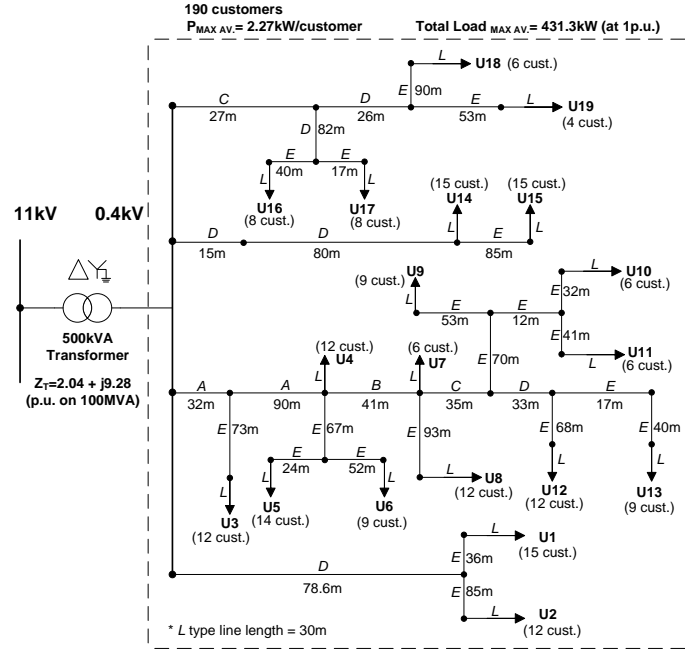 190 customers
P MAX AV.= 2.27kW/customer
Total Load MAX AV.= 431.3kW (at 1p.u.)
L
U18 (6 cust.)
E 90m
C
D
E
L
U19
27m
26m
53m
(4 cust.)
D 82m
E
E
40m
17m
L
L
U16
U17
(8 cust.)
(8 cust.)
(15 cust.)
(15 cust.)
U14
U15
L
L
D
D
E
15m
80m
85m
11kV
0.4kV
500kVA
Transformer
ZT=2.04 + j9.28
(p.u. on 100MVA)
U9
(9 cust.)
L
L
U10
(6 cust.)
E 32m
E
E
53m
12m
E 41m
L
U11
(6 cust.)
E 70m
U4
(12 cust.)
L
U7
(6 cust.)
L
A
A
B
C
D
E
32m
90m
41m
35m
33m
17m
E 73m
E 67m
E 93m
E 68m
E 40m
E
E
24m
52m
L
L
L
L
L
L
U3
(12 cust.)
U5
(14 cust.)
U6
(9 cust.)
U8
(12 cust.)
U12
(12 cust.)
U13
(9 cust.)
L
U1
(15 cust.)
E 36m
D
78.6m
E 85m
L
U2
(12 cust.)
* L type line length = 30m